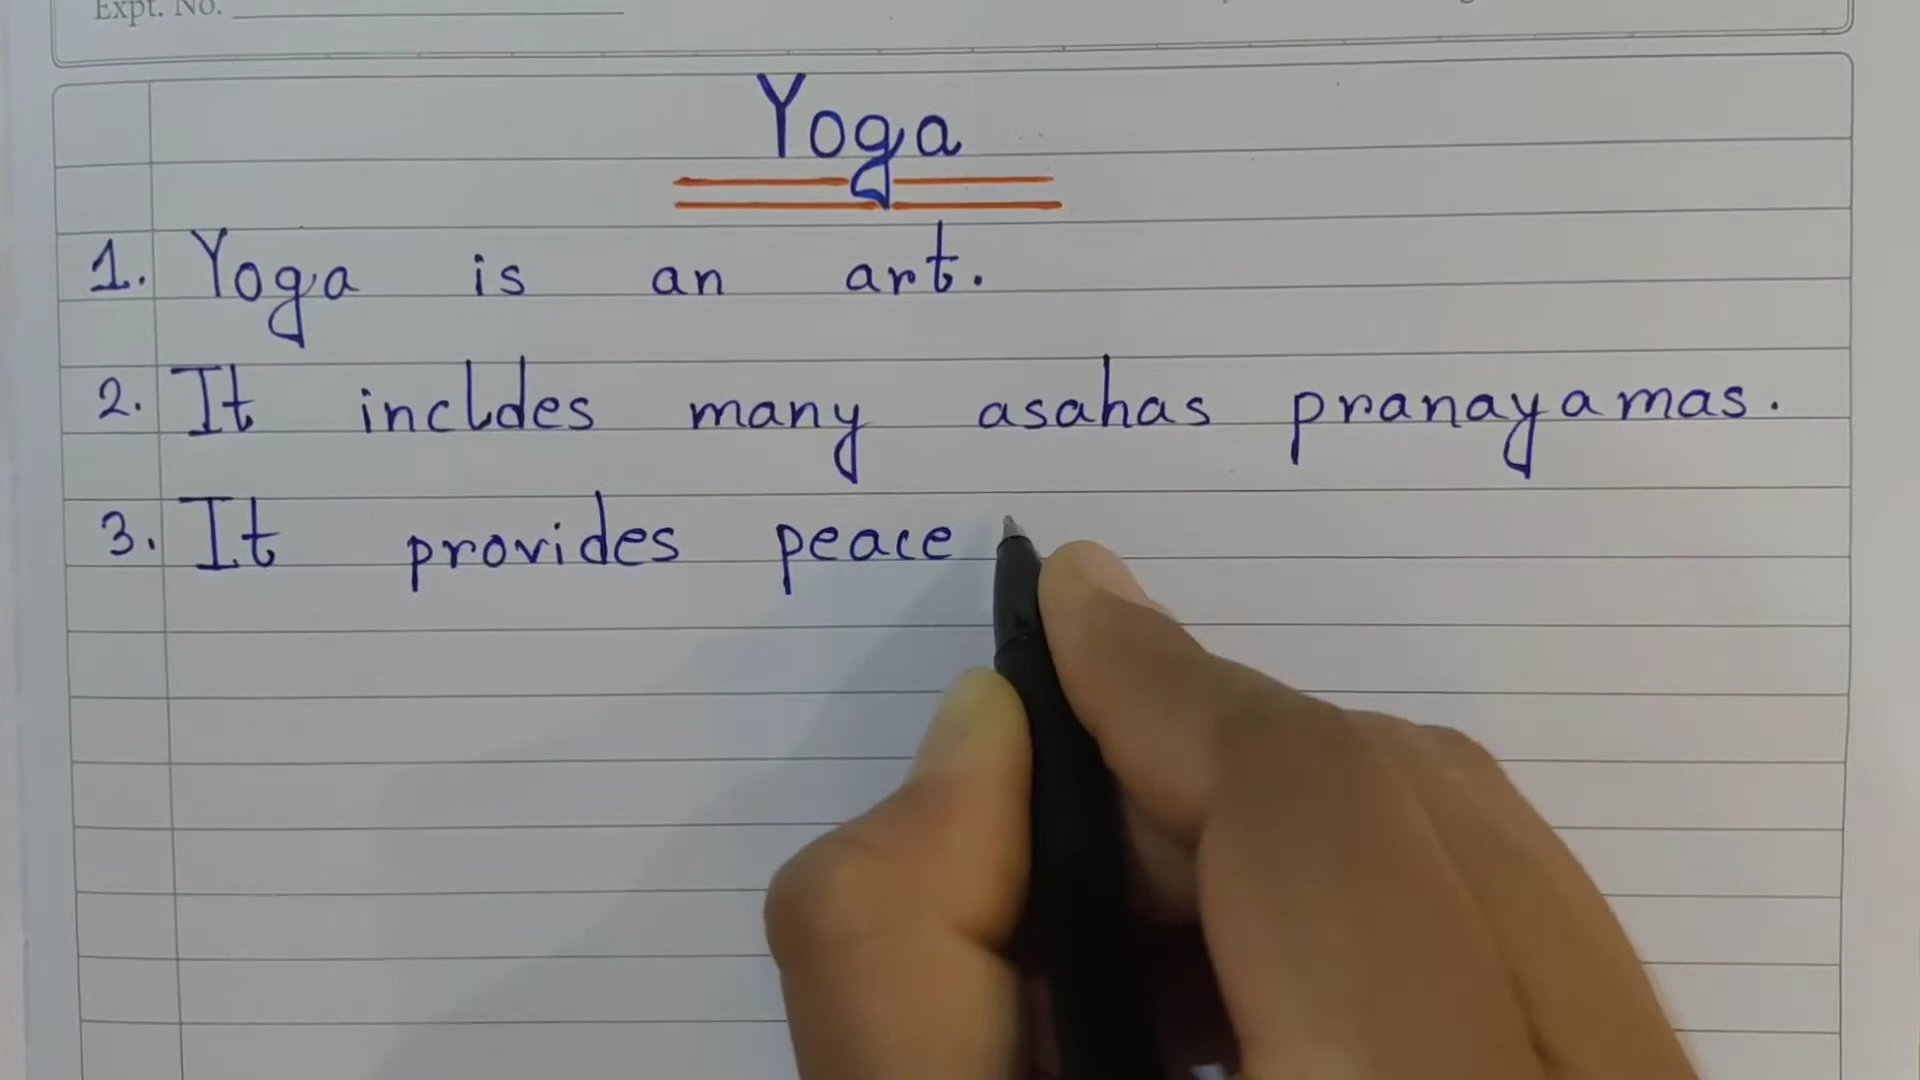 Expt. No.
Yoga
1. Yoga is an art.
2. It incldes many asahas pranayamas.
3. It provides peace